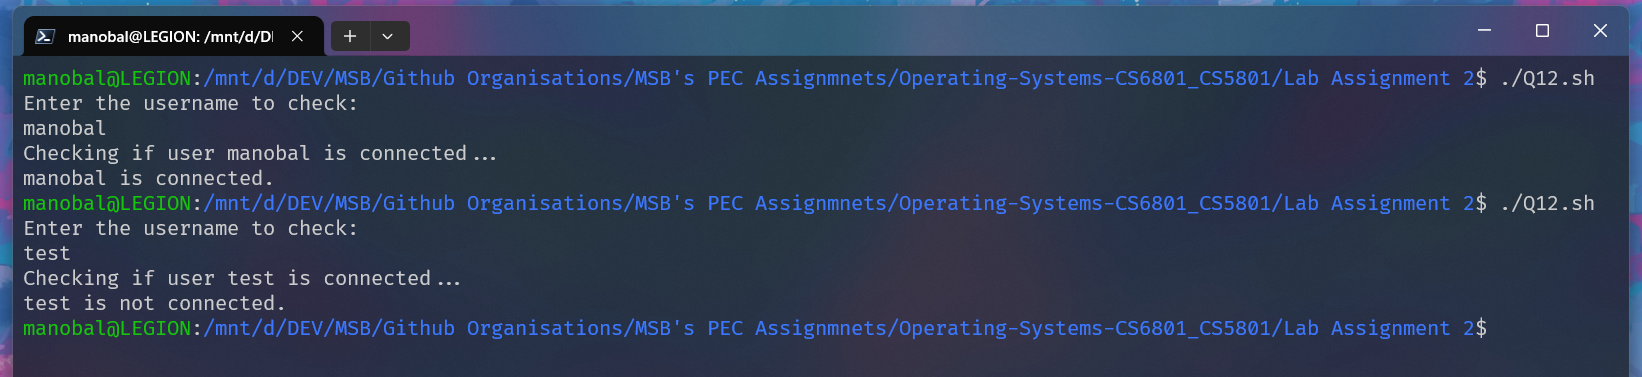 manobal@LEGION: /mnt/d/D
manobal@LEGION:/mnt/d/DEV/MSB/Github Organisations/MSB's PEC Assignmnets/Operating-Systems-CS6801_CS5801/Lab Assignment 2$ ./Q12.sh
Enter the username to check:
manobal
Checking if user manobal is connected...
manobal is connected.
manobal@LEGION:/mnt/d/DEV/MSB/Github Organisations/MSB's PEC Assignmnets/Operating-Systems-CS6801_CS5801/Lab Assignment 2$ ./Q12.sh
Enter the username to check:
test
Checking if user test is connected...
test is not connected.
manobal@LEGION:/mnt/d/DEV/MSB/Github Organisations/MSB's PEC Assignmnets/Operating-Systems-CS6801_CS5801/Lab Assignment 2$